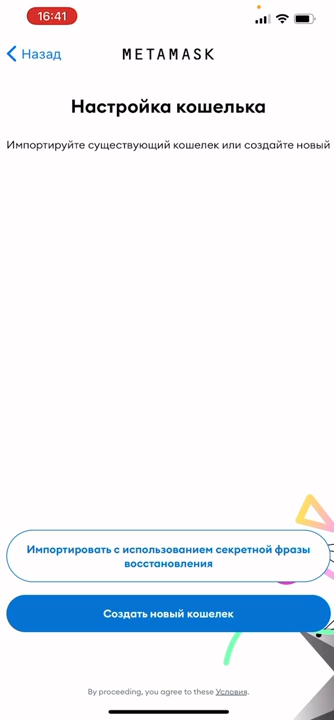 16:41
Назад
METAMASK
Настройка кошелька
Импортируйте существующий кошелек или создайте новый
Импортировать с использованием секретной фразы
восстановления
Создать новый кошелек
By proceeding, you agree to these Условия.